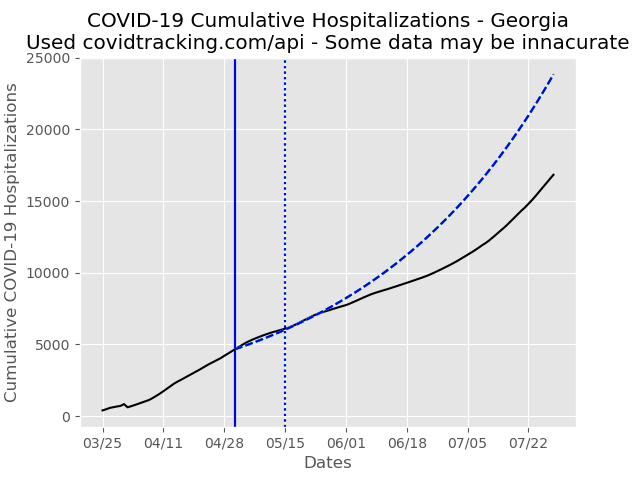 COVID-19 Cumulative Hospitalizations - Georgia
Used covidtracking.com/api - Some data may be innacurate
25000
20000
15000
10000
5000
0
Cumulative COVID-19 Hospitalizations
03/25 04/11 04/28 05/15 06/01 06/18 07/05 07/22
Dates